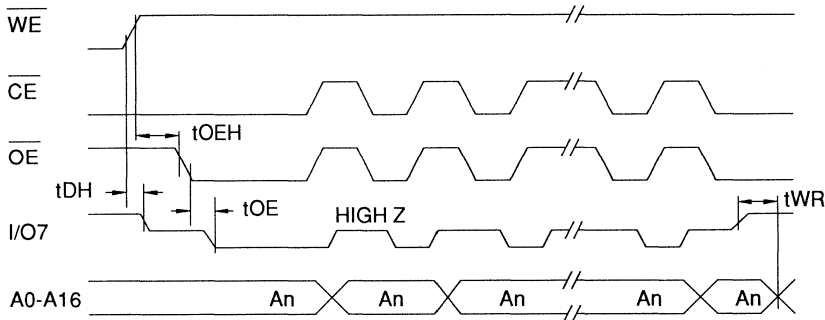 WE
CE
tOEH
OE
tDH
tOE
HIGH Z
tWR
I/O7
A0-A16
An
An
An
An
An